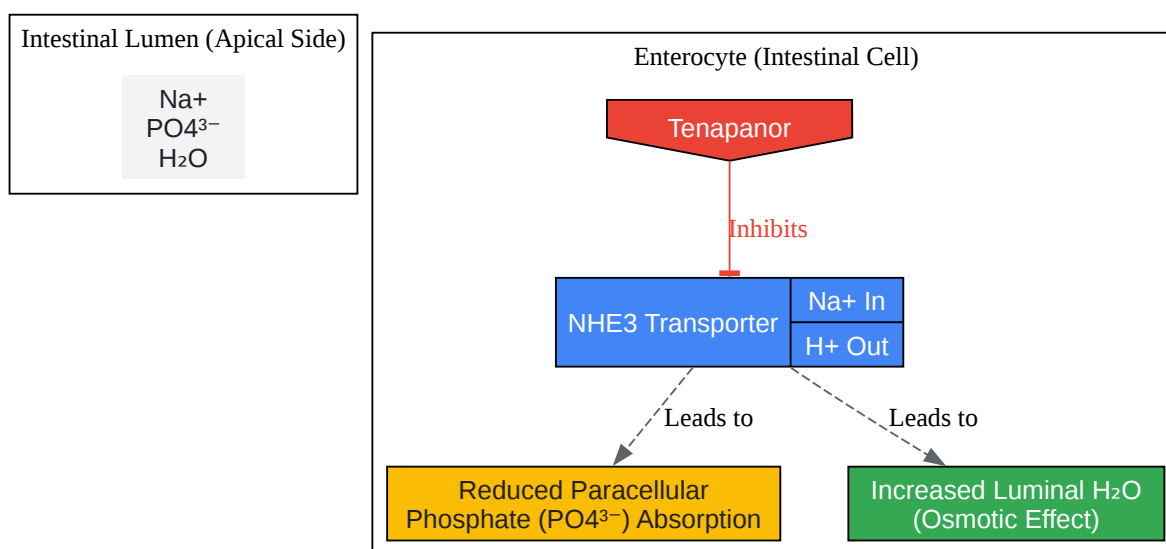 Intestinal Lumen (Apical Side)
Na+
PO4³⁻
H₂O
Enterocyte (Intestinal Cell)
Tenapanor
Inhibits
NHE3 Transporter
Na+ In
H+ Out
Leads to
Leads to
Reduced Paracellular
Phosphate (PO4³⁻) Absorption
Increased Luminal H₂O
(Osmotic Effect)